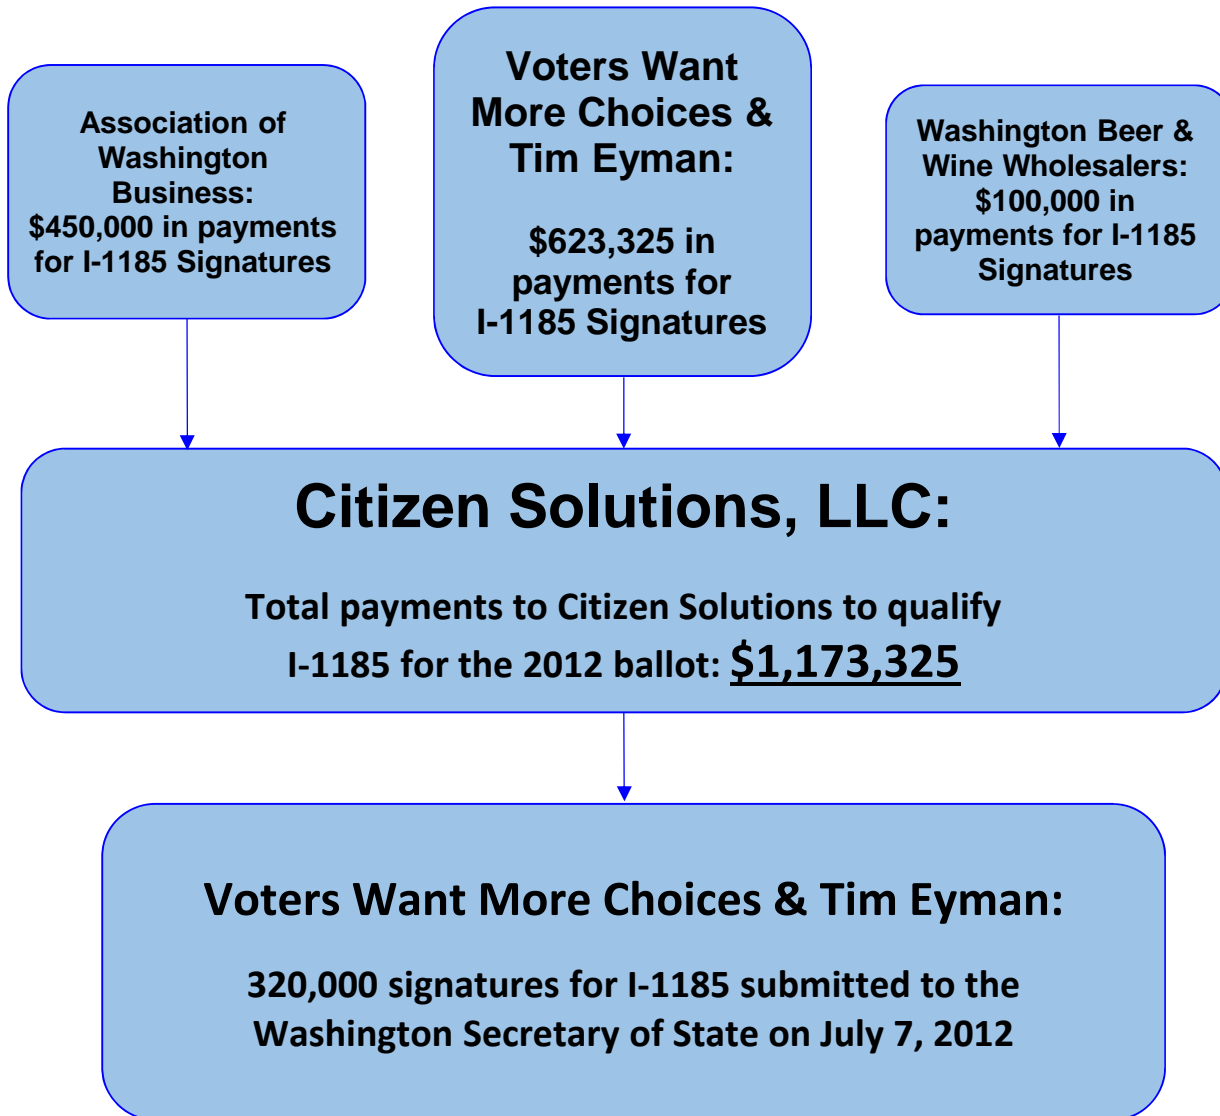 Association of
Washington
Business:
$450,000 in payments
for I-1185 Signatures
Voters Want
More Choices &
Tim Eyman:
$623,325 in
payments for
I-1185 Signatures
Washington Beer &
Wine Wholesalers:
$100,000 in
payments for I-1185
Signatures
Citizen Solutions, LLC:
Total payments to Citizen Solutions to qualify
I-1185 for the 2012 ballot: $1,173,325
Voters Want More Choices & Tim Eyman:
320,000 signatures for I-1185 submitted to the
Washington Secretary of State on July 7, 2012